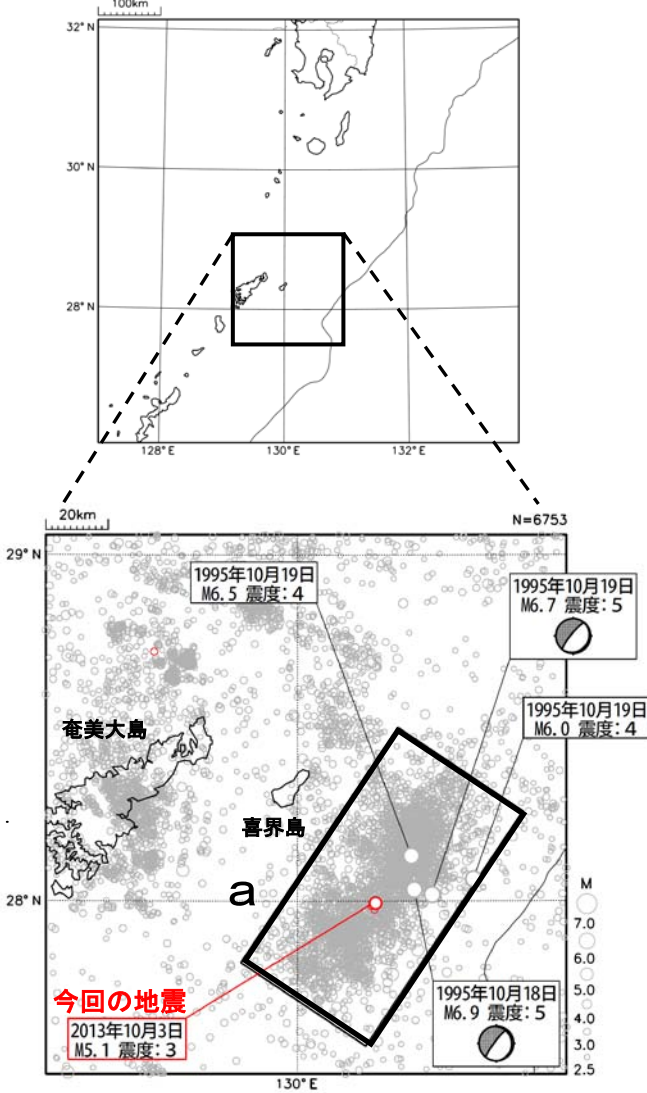 100km
32°N
30°N
28°N
128°E
130°E
132°E
20km
N=6753
29°N
1995年10月19日
M6.5 震度:4
1995年10月19日
M6.7 震度:5
1995年10月19日
M6.0 震度:4
奄美大島
喜界島
a
28°N
M
7.0
6.0
5.0
4.0
3.0
2.5
今回の地震
2013年10月3日
M5.1 震度:3
1995年10月18日
M6.9 震度:5
130°E